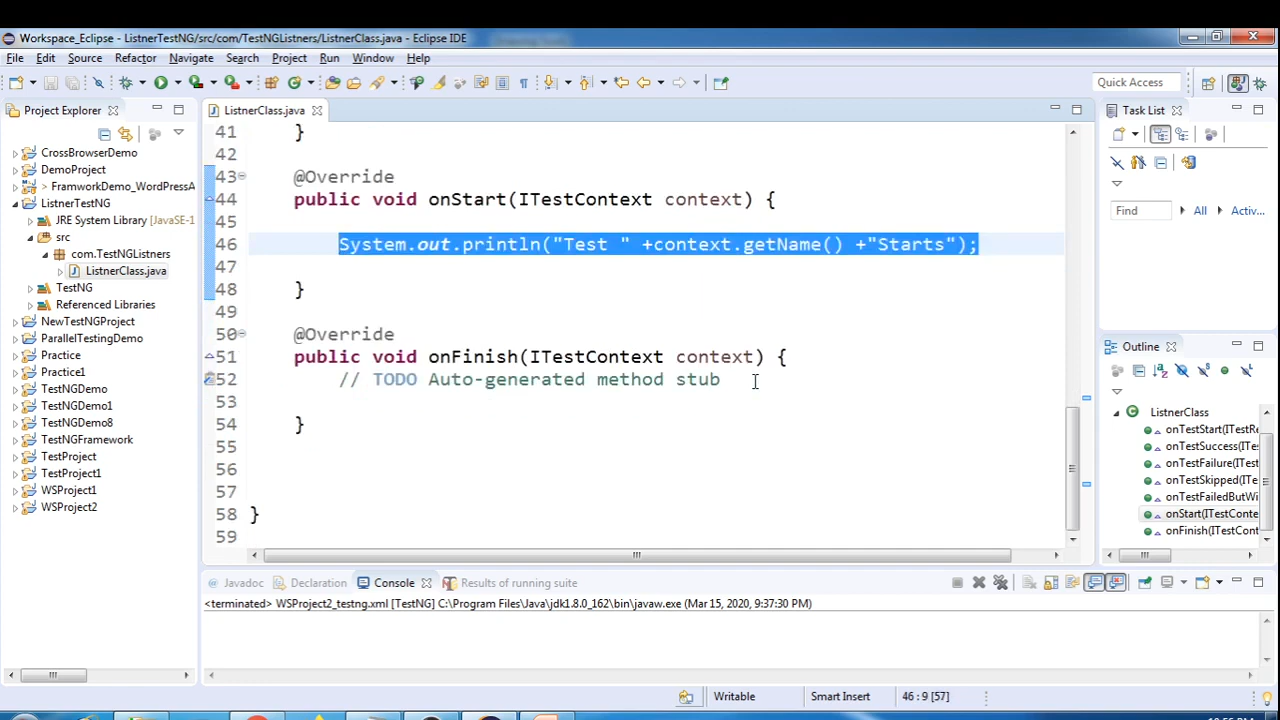 Workspace_Eclipse - ListnerTestNG/src/com/TestNGListners/ListnerClass.java - Eclipse IDE
File Edit Source Refactor Navigate Search Project Run Window Help
Quick Access
Project Explorer
CrossBrowserDemo
DemoProject
> FramworkDemo_WordPressA
ListnerTestNG
JRE System Library [JavaSE-1
src
com.TestNGListners
ListnerClass.java
TestNG
Referenced Libraries
NewTestNGProject
ParallelTestingDemo
Practice
Practice1
TestNGDemo
TestNGDemo1
TestNGDemo8
TestNGFramework
TestProject
TestProject1
WSProject1
WSProject2
ListnerClass.java
41 }
42
43 @Override
44 public void onStart(ITestContext context) {
45
46 System.out.println("Test " +context.getName() +"Starts");
47
48 }
49
50 @Override
51 public void onFinish(ITestContext context) {
52 // TODO Auto-generated method stub
53
54 }
55
56
57
58 }
59
Task List
Find All Activ...
Outline
ListnerClass
onTestStart(ITestRe
onTestSuccess(ITe
onTestFailure(ITest
onTestSkipped(ITe
onTestFailedButWi
onStart(ITestConte
onFinish(ITestCont
Javadoc Declaration Console Results of running suite
<terminated> WSProject2_testng.xml [TestNG] C:\Program Files\Java\jdk1.8.0_162\bin\javaw.exe (Mar 15, 2020, 9:37:30 PM)
Writable Smart Insert 46 : 9 [57]